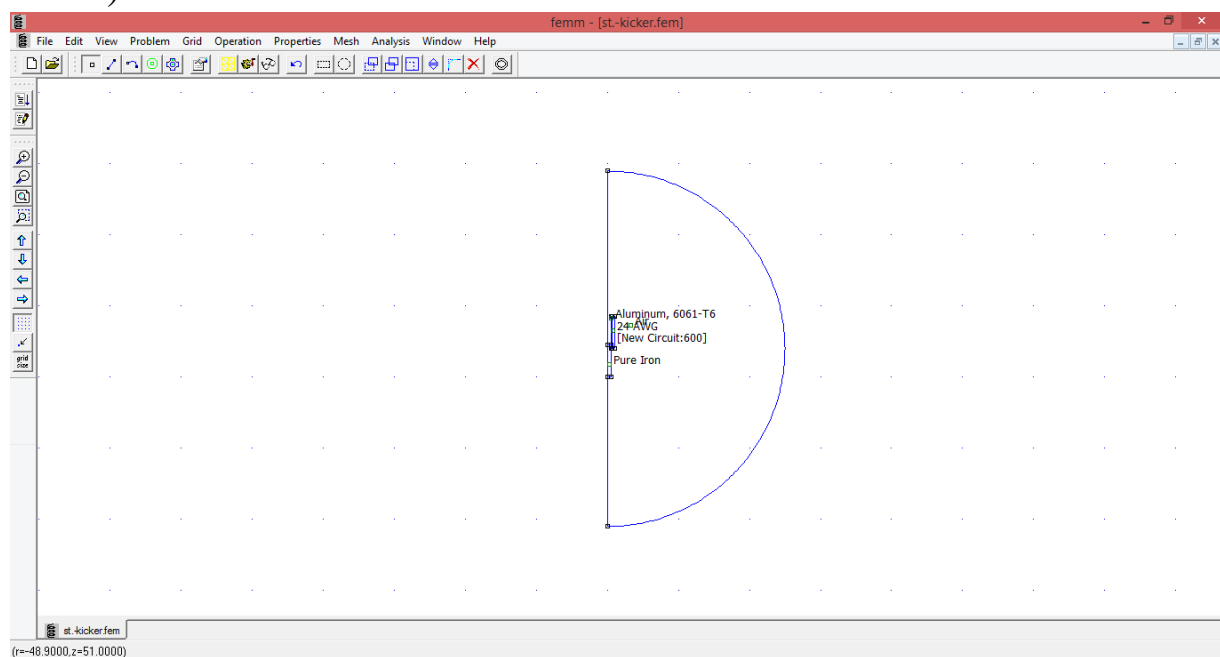 )
femm - [st.-kicker.fem]
File Edit View Problem Grid Operation Properties Mesh Analysis Window Help
grid size
Aluminum, 6061-T6
Air
24 AWG
[New Circuit:600]
Pure Iron
st.-kicker.fem
(r=-48.9000,z=51.0000)